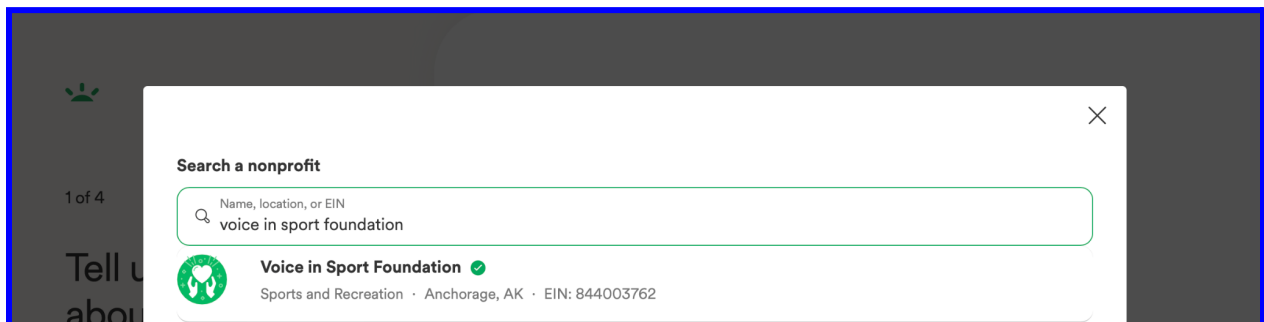 Search a nonprofit
1 of 4
Name, location, or EIN
voice in sport foundation
Tell u
Voice in Sport Foundation
Sports and Recreation · Anchorage, AK · EIN: 844003762
abou